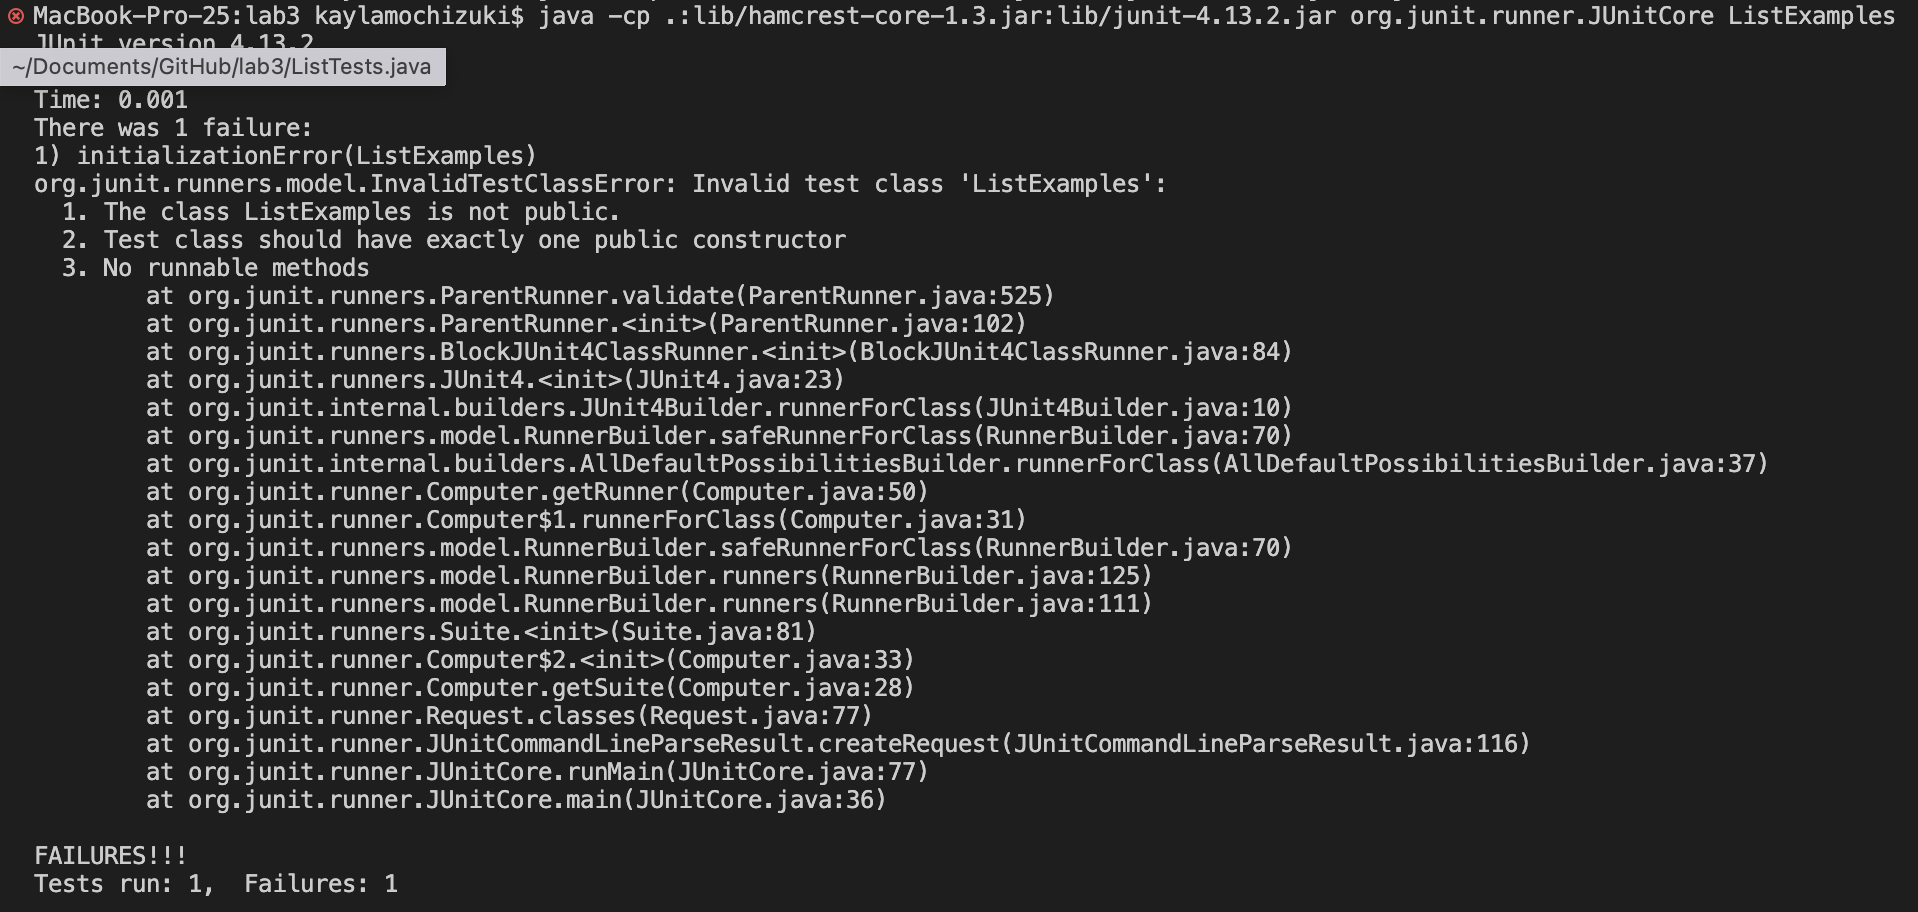 MacBook-Pro-25:lab3 kaylamochizuki$ java -cp .:lib/hamcrest-core-1.3.jar:lib/junit-4.13.2.jar org.junit.runner.JUnitCore ListExamples
JUnit version 4.13.2
~/Documents/GitHub/lab3/ListTests.java
Time: 0.001
There was 1 failure:
1) initializationError(ListExamples)
org.junit.runners.model.InvalidTestClassError: Invalid test class 'ListExamples':
  1. The class ListExamples is not public.
  2. Test class should have exactly one public constructor
  3. No runnable methods
        at org.junit.runners.ParentRunner.validate(ParentRunner.java:525)
        at org.junit.runners.ParentRunner.<init>(ParentRunner.java:102)
        at org.junit.runners.BlockJUnit4ClassRunner.<init>(BlockJUnit4ClassRunner.java:84)
        at org.junit.runners.JUnit4.<init>(JUnit4.java:23)
        at org.junit.internal.builders.JUnit4Builder.runnerForClass(JUnit4Builder.java:10)
        at org.junit.runners.model.RunnerBuilder.safeRunnerForClass(RunnerBuilder.java:70)
        at org.junit.internal.builders.AllDefaultPossibilitiesBuilder.runnerForClass(AllDefaultPossibilitiesBuilder.java:37)
        at org.junit.runner.Computer.getRunner(Computer.java:50)
        at org.junit.runner.Computer$1.runnerForClass(Computer.java:31)
        at org.junit.runners.model.RunnerBuilder.safeRunnerForClass(RunnerBuilder.java:70)
        at org.junit.runners.model.RunnerBuilder.runners(RunnerBuilder.java:125)
        at org.junit.runners.model.RunnerBuilder.runners(RunnerBuilder.java:111)
        at org.junit.runners.Suite.<init>(Suite.java:81)
        at org.junit.runner.Computer$2.<init>(Computer.java:33)
        at org.junit.runner.Computer.getSuite(Computer.java:28)
        at org.junit.runner.Request.classes(Request.java:77)
        at org.junit.runner.JUnitCommandLineParseResult.createRequest(JUnitCommandLineParseResult.java:116)
        at org.junit.runner.JUnitCore.runMain(JUnitCore.java:77)
        at org.junit.runner.JUnitCore.main(JUnitCore.java:36)
FAILURES!!!
Tests run: 1,  Failures: 1